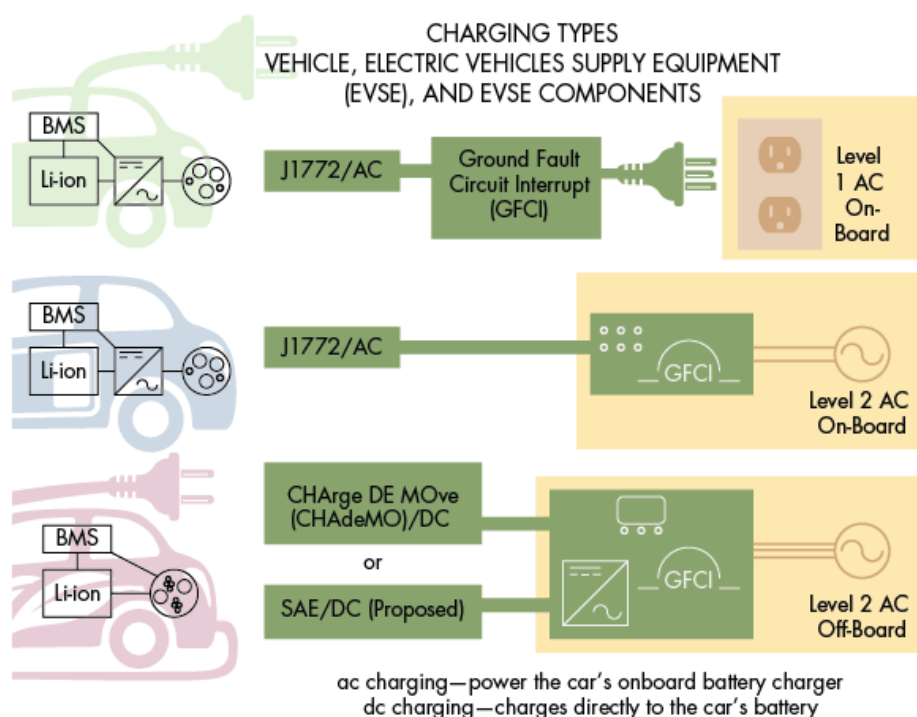 CHARGING TYPES
VEHICLE, ELECTRIC VEHICLES SUPPLY EQUIPMENT
(EVSE), AND EVSE COMPONENTS
BMS
Li-ion
J1772/AC
Ground Fault
Circuit Interrupt
(GFCI)
Level
1 AC
On-
Board
BMS
Li-ion
J1772/AC
GFCI
Level 2 AC
On-Board
BMS
Li-ion
CHArge DE MOve
(CHAdeMO)/DC
or
SAE/DC (Proposed)
GFCI
Level 2 AC
Off-Board
ac charging—power the car's onboard battery charger
dc charging—charges directly to the car's battery